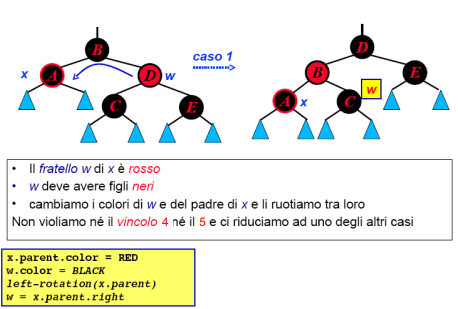 B
caso 1
D
x
A
D
w
B
E
w
C
E
A
x
C
• Il fratello w di x è rosso
• w deve avere figli neri
• cambiamo i colori di w e del padre di x e li ruotiamo tra loro
Non violiamo né il vincolo 4 né il 5 e ci riduciamo ad uno degli altri casi
x.parent.color = RED
w.color = BLACK
left-rotation(x.parent)
w = x.parent.right